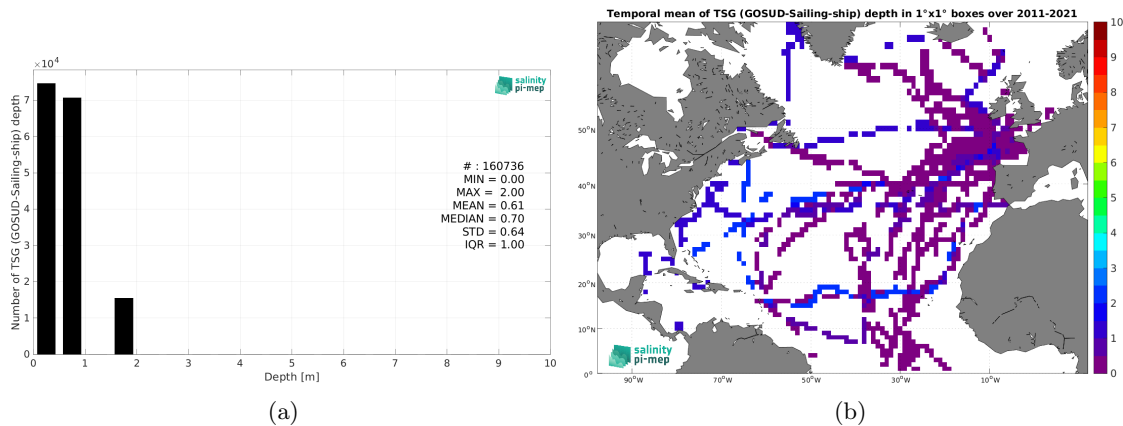 ×10⁴
7
6
5
4
3
2
1
0
Number of TSG (GOSUD-Sailing-ship) depth
salinity
pi-mep
# : 160736
MIN = 0.00
MAX = 2.00
MEAN = 0.61
MEDIAN = 0.70
STD = 0.64
IQR = 1.00
0 1 2 3 4 5 6 7 8 9 10
Depth [m]
(a)
Temporal mean of TSG (GOSUD-Sailing-ship) depth in 1°x1° boxes over 2011-2021
50°N
40°N
30°N
20°N
10°N
0°
90°W 70°W 50°W 30°W 10°W
salinity
pi-mep
10
9
8
7
6
5
4
3
2
1
0
(b)